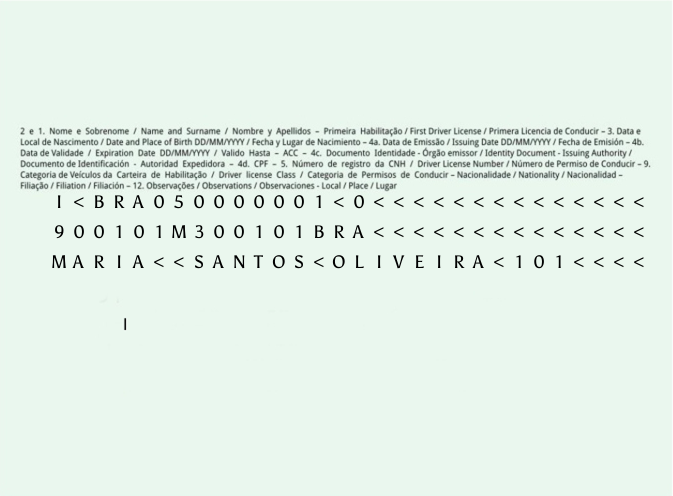 2 e 1. Nome e Sobrenome / Name and Surname / Nombre y Apellidos – Primeira Habilitação / First Driver License / Primera Licencia de Conducir – 3. Data e
Local de Nascimento / Date and Place of Birth DD/MM/YYYY / Fecha y Lugar de Nacimiento – 4a. Data de Emissão / Issuing Date DD/MM/YYYY / Fecha de Emisión – 4b.
Data de Validade / Expiration Date DD/MM/YYYY / Valido Hasta – ACC – 4c. Documento Identidade - Órgão emissor / Identity Document - Issuing Authority /
Documento de Identificación - Autoridad Expedidora – 4d. CPF – 5. Número de registro da CNH / Driver License Number / Número de Permiso de Conducir – 9.
Categoria de Veículos da Carteira de Habilitação / Driver license Class / Categoria de Permisos de Conducir – Nacionalidade / Nationality / Nacionalidad –
Filiação / Filiation / Filiación – 12. Observações / Observations / Observaciones - Local / Place / Lugar
I<BRA050000001<0<<<<<<<<<<<<<<
900101M300101BRA<<<<<<<<<<<<<
MARIA<<SANTOS<OLIVEIRA<101<<<<
I